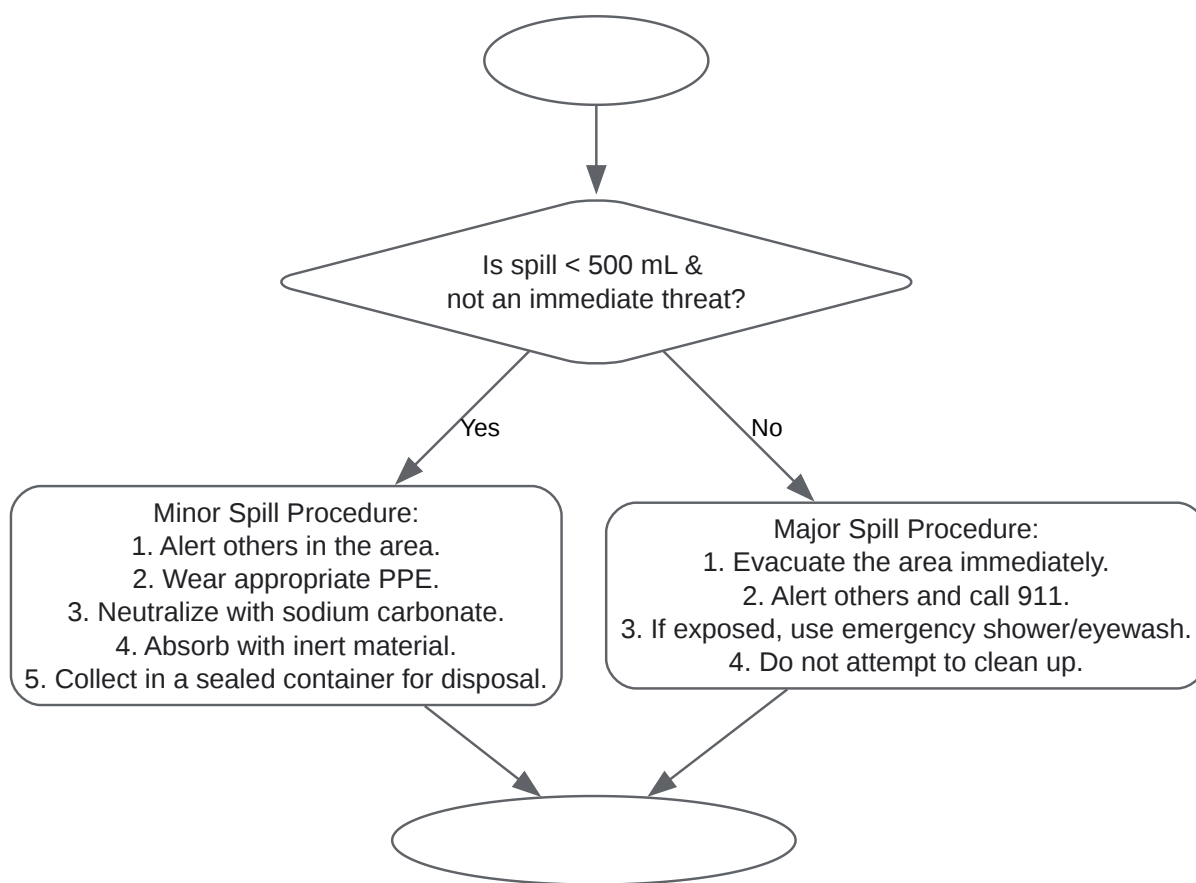 Is spill < 500 mL &
not an immediate threat?
Yes
No
Minor Spill Procedure:
1. Alert others in the area.
2. Wear appropriate PPE.
3. Neutralize with sodium carbonate.
4. Absorb with inert material.
5. Collect in a sealed container for disposal.
Major Spill Procedure:
1. Evacuate the area immediately.
2. Alert others and call 911.
3. If exposed, use emergency shower/eyewash.
4. Do not attempt to clean up.